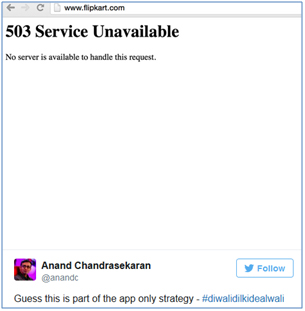 www.flipkart.com
503 Service Unavailable
No server is available to handle this request.
Anand Chandrasekaran
@anandc
Follow
Guess this is part of the app only strategy - #diwalidilkidealwali